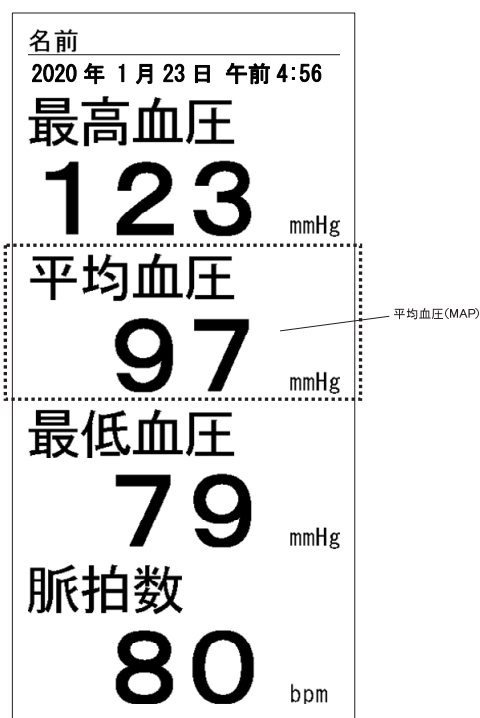 名前
2020 年 1 月 23 日 午前 4:56
最高血圧
123 mmHg
平均血圧
97 mmHg
平均血圧(MAP)
最低血圧
79 mmHg
脈拍数
80 bpm